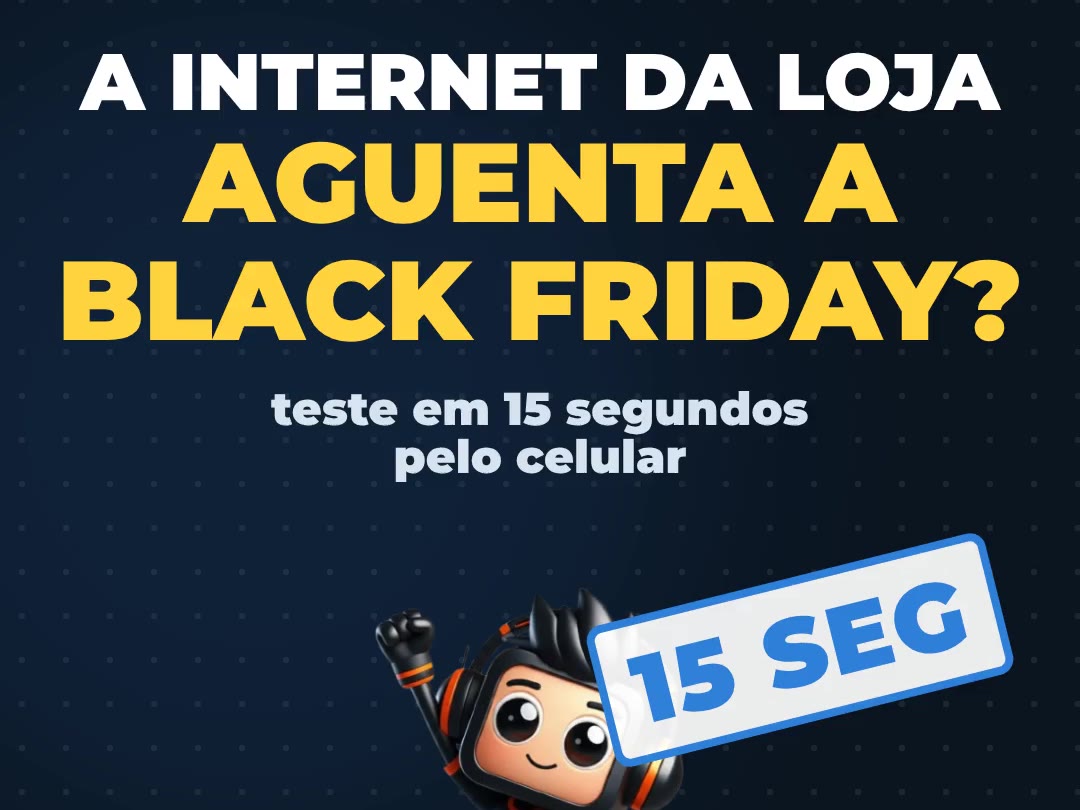 A INTERNET DA LOJA
AGUENTA A
BLACK FRIDAY?
teste em 15 segundos
pelo celular
15 SEG